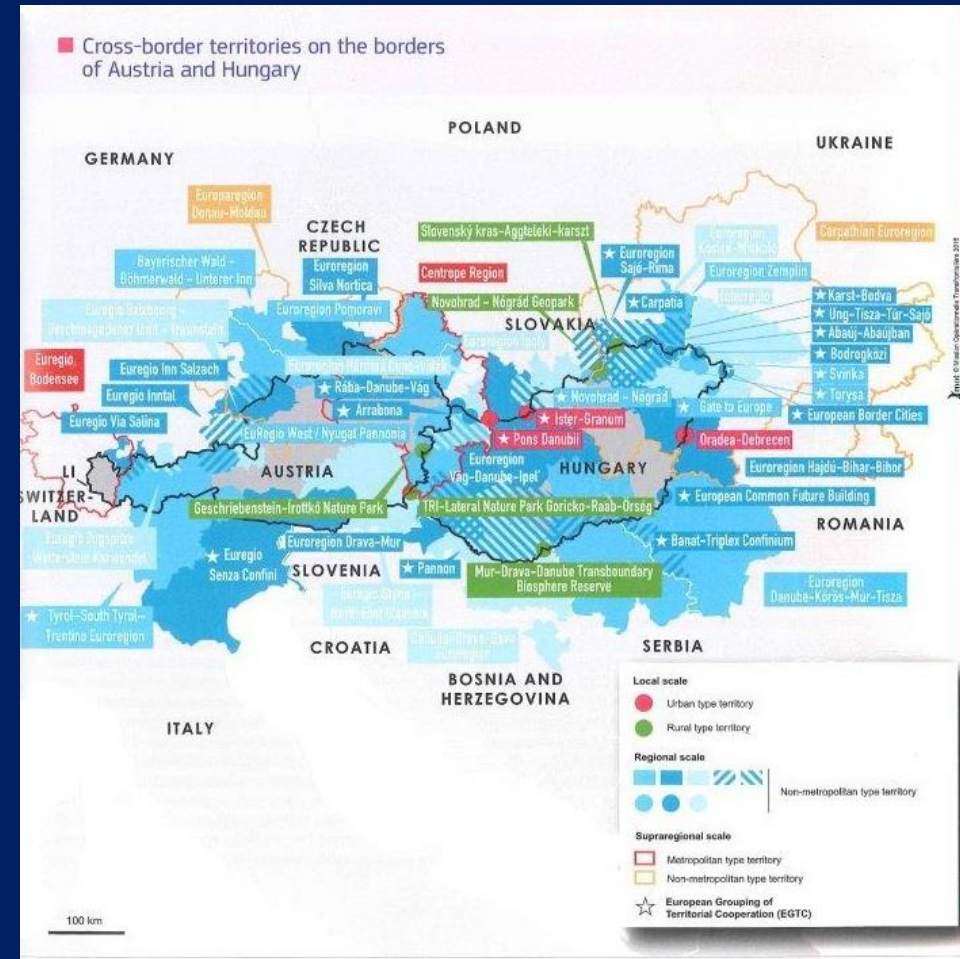 Cross-border territories on the borders
of Austria and Hungary
POLAND
UKRAINE
GERMANY
Europaregion
Donau-Moldau
CZECH
REPUBLIC
Slovenský kras-Aggteleki-karszt
Carpathian Euroregion
★ Euroregion
Sajó-Rima
Bayerischer Wald -
Böhmerwald - Unterer Inn
Euroregion
Silva Nortica
Centrope Region
Euroregion Zemplin
Novohrad - Nógrád Geopark
★ Carpatia
★ Karst-Bodva
Euroregion Pomoravi
★ Ung-Tisza-Túr-Sajó
SLOVAKIA
★ Abaúj-Abaújban
★ Bodrogközi
Euregio
Bodensee
Euregio Inn Salzach
★ Svinka
★ Rába-Danube-Vág
★ Torysa
Euregio Inntal
★ Novohrad - Nógrád
★ Arrabona
★ Gate to Europe
★ European Border Cities
Euregio Via Salina
★ Ister-Granum
EuRegio West / Nyugat Pannonia
★ Pons Danubii
Oradea-Debrecen
Euroregion
Vág-Danube-Ipel'
LI
AUSTRIA
HUNGARY
Euroregion Hajdú-Bihar-Bihor
SWITZER-
LAND
★ European Common Future Building
Geschriebenstein-Irottkő Nature Park
TRI-Lateral Nature Park Goricko-Raab-Örség
ROMANIA
★ Euregio
Senza Confini
Euroregion Drava-Mur
★ Banat-Triplex Confinium
SLOVENIA
★ Pannon
Mur-Drava-Danube Transboundary
Biosphere Reserve
Euroregion
Danube-Körös-Mur-Tisza
★ Tyrol-South Tyrol-
Trentino Euroregion
CROATIA
SERBIA
BOSNIA AND
HERZEGOVINA
ITALY
Local scale
Urban type territory
Rural type territory
Regional scale
Non-metropolitan type territory
Supraregional scale
Metropolitan type territory
Non-metropolitan type territory
European Grouping of
Territorial Cooperation (EGTC)
100 km